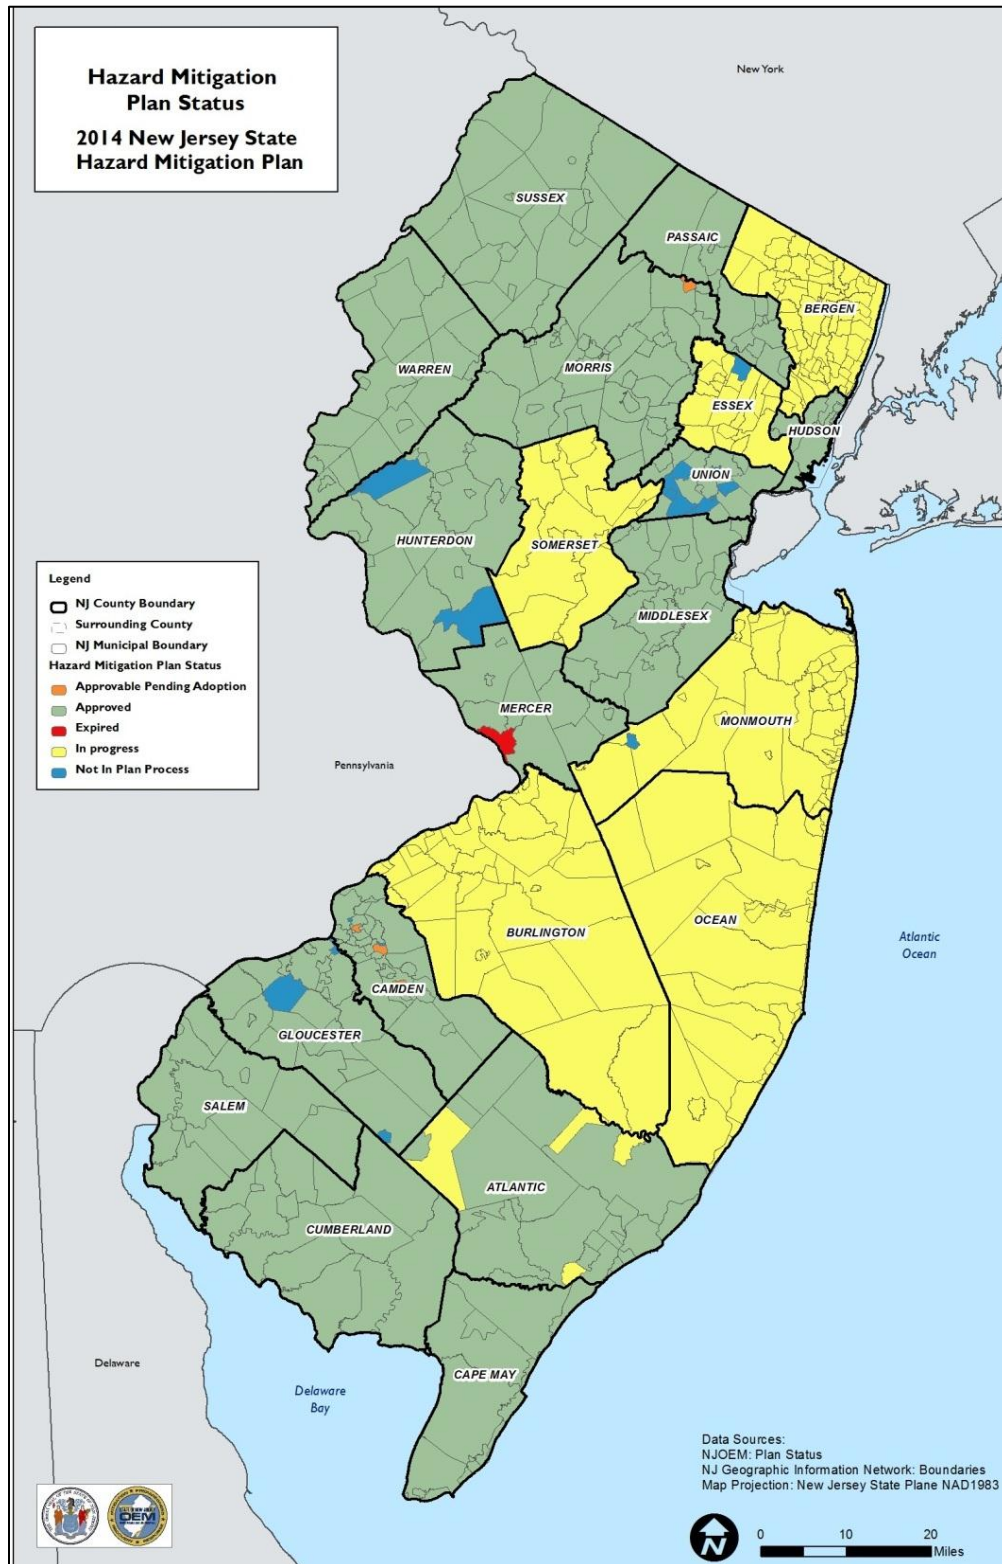 Hazard Mitigation
Plan Status
2014 New Jersey State
Hazard Mitigation Plan
New York
SUSSEX
PASSAIC
BERGEN
WARREN
MORRIS
ESSEX
HUDSON
UNION
HUNTERDON
SOMERSET
MIDDLESEX
Legend
NJ County Boundary
Surrounding County
NJ Municipal Boundary
Hazard Mitigation Plan Status
Approvable Pending Adoption
Approved
Expired
In progress
Not In Plan Process
MERCER
MONMOUTH
Pennsylvania
OCEAN
BURLINGTON
Atlantic
Ocean
CAMDEN
GLOUCESTER
SALEM
ATLANTIC
CUMBERLAND
Delaware
CAPE MAY
Delaware
Bay
Data Sources:
NJOEM: Plan Status
NJ Geographic Information Network: Boundaries
Map Projection: New Jersey State Plane NAD1983
OEM
N
0 10 20
Miles